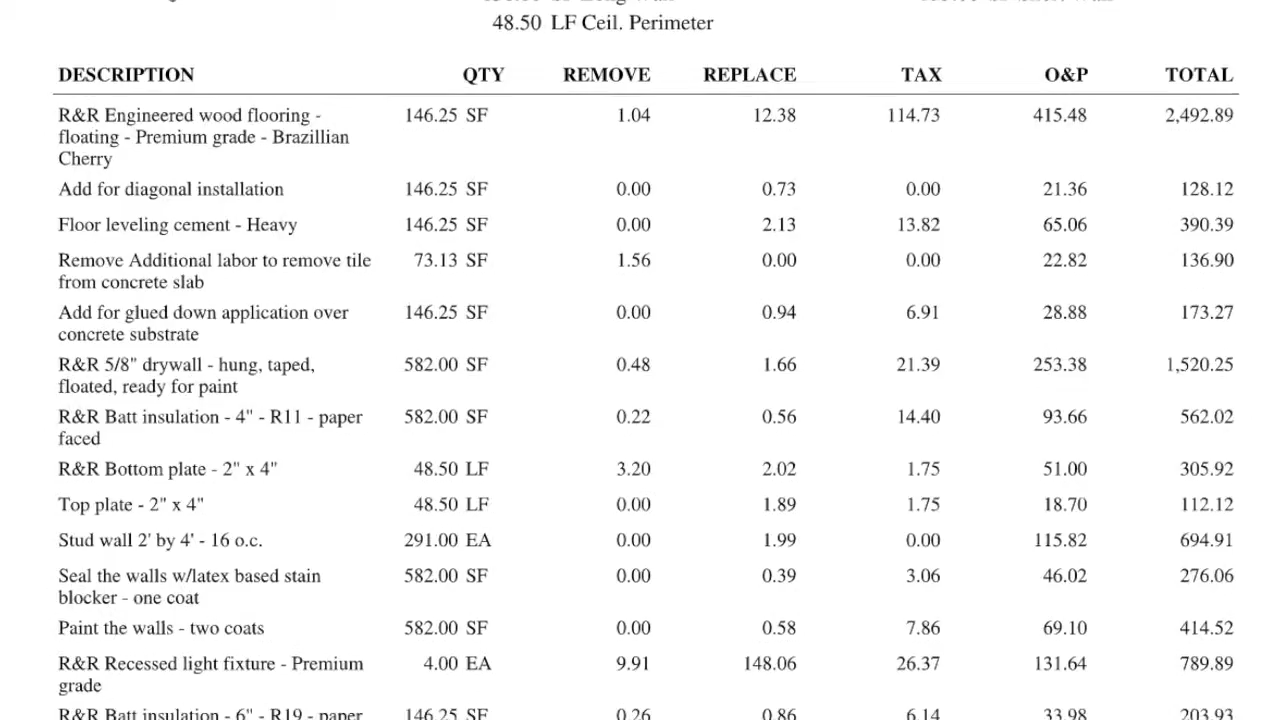 48.50 LF Ceil. Perimeter
DESCRIPTION QTY REMOVE REPLACE TAX O&P TOTAL
R&R Engineered wood flooring - 146.25 SF 1.04 12.38 114.73 415.48 2,492.89
floating - Premium grade - Brazillian
Cherry
Add for diagonal installation 146.25 SF 0.00 0.73 0.00 21.36 128.12
Floor leveling cement - Heavy 146.25 SF 0.00 2.13 13.82 65.06 390.39
Remove Additional labor to remove tile 73.13 SF 1.56 0.00 0.00 22.82 136.90
from concrete slab
Add for glued down application over 146.25 SF 0.00 0.94 6.91 28.88 173.27
concrete substrate
R&R 5/8" drywall - hung, taped, 582.00 SF 0.48 1.66 21.39 253.38 1,520.25
floated, ready for paint
R&R Batt insulation - 4" - R11 - paper 582.00 SF 0.22 0.56 14.40 93.66 562.02
faced
R&R Bottom plate - 2" x 4" 48.50 LF 3.20 2.02 1.75 51.00 305.92
Top plate - 2" x 4" 48.50 LF 0.00 1.89 1.75 18.70 112.12
Stud wall 2' by 4' - 16 o.c. 291.00 EA 0.00 1.99 0.00 115.82 694.91
Seal the walls w/latex based stain 582.00 SF 0.00 0.39 3.06 46.02 276.06
blocker - one coat
Paint the walls - two coats 582.00 SF 0.00 0.58 7.86 69.10 414.52
R&R Recessed light fixture - Premium 4.00 EA 9.91 148.06 26.37 131.64 789.89
grade
R&R Batt insulation - 6" - R19 - paper 146.25 SF 0.26 0.86 6.14 33.98 203.93